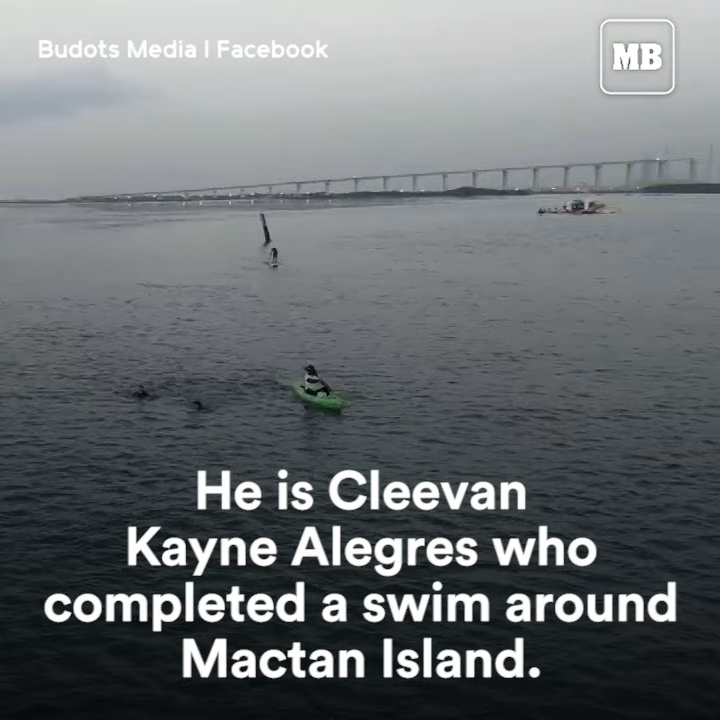 Budots Media | Facebook
MB
He is Cleevan
Kayne Alegres who
completed a swim around
Mactan Island.